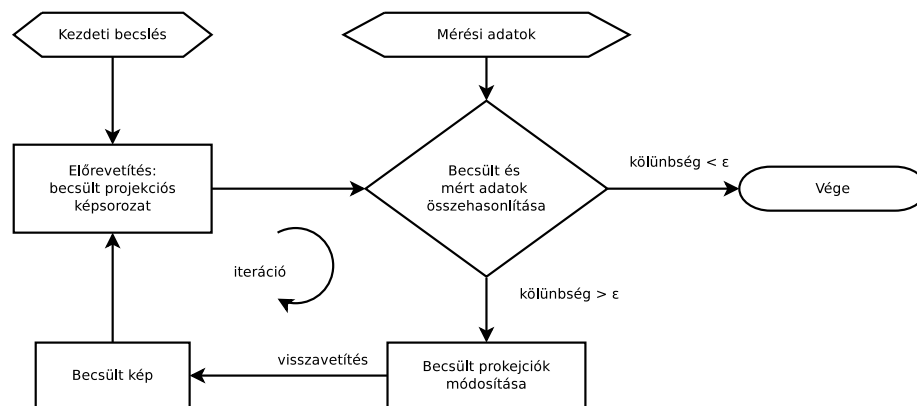 Kezdeti becslés
Mérési adatok
Előrevetítés:
becsült projekciós
képsorozat
Becsült és
mért adatok
összehasonlítása
kölünbség < ε
Vége
iteráció
kölünbség > ε
visszavetítés
Becsült kép
Becsült prokejciók
módosítása